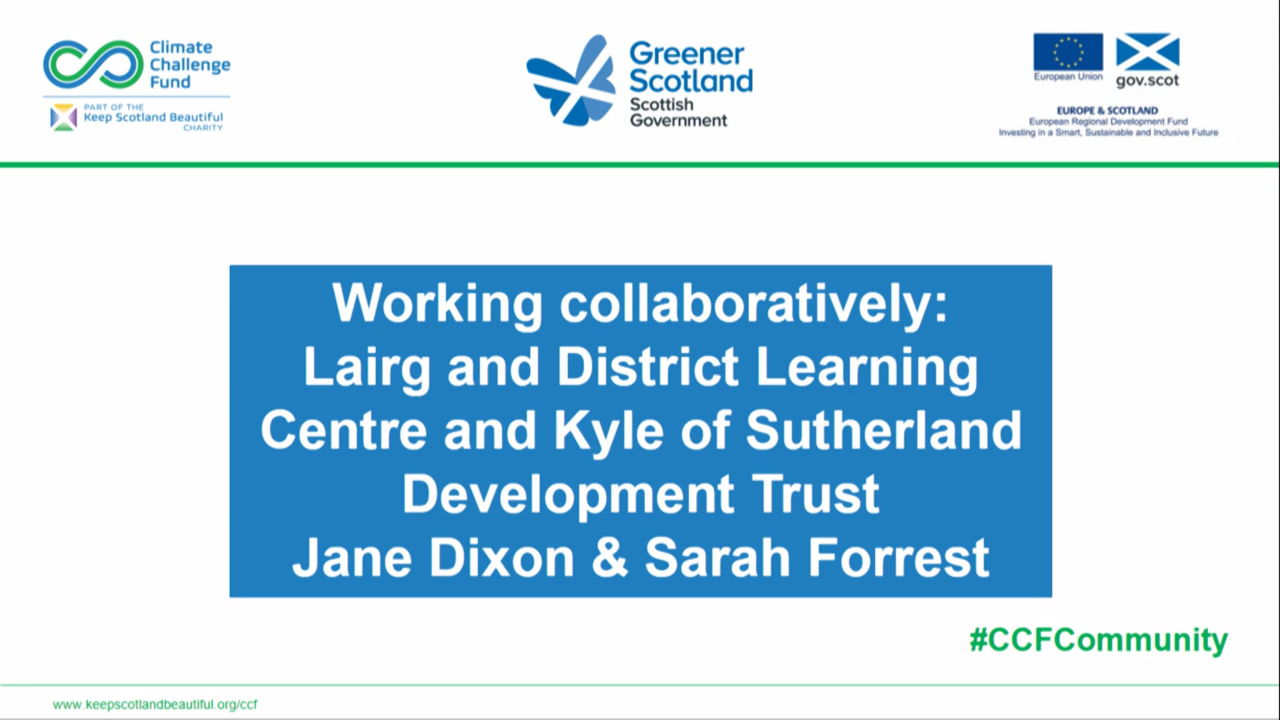 Climate
Challenge
Fund
PART OF THE
Keep Scotland Beautiful
CHARITY
Greener
Scotland
Scottish
Government
European Union
gov.scot
EUROPE & SCOTLAND
European Regional Development Fund
Investing in a Smart, Sustainable and Inclusive Future
Working collaboratively:
Lairg and District Learning
Centre and Kyle of Sutherland
Development Trust
Jane Dixon & Sarah Forrest
#CCFCommunity
www.keepscotlandbeautiful.org/ccf